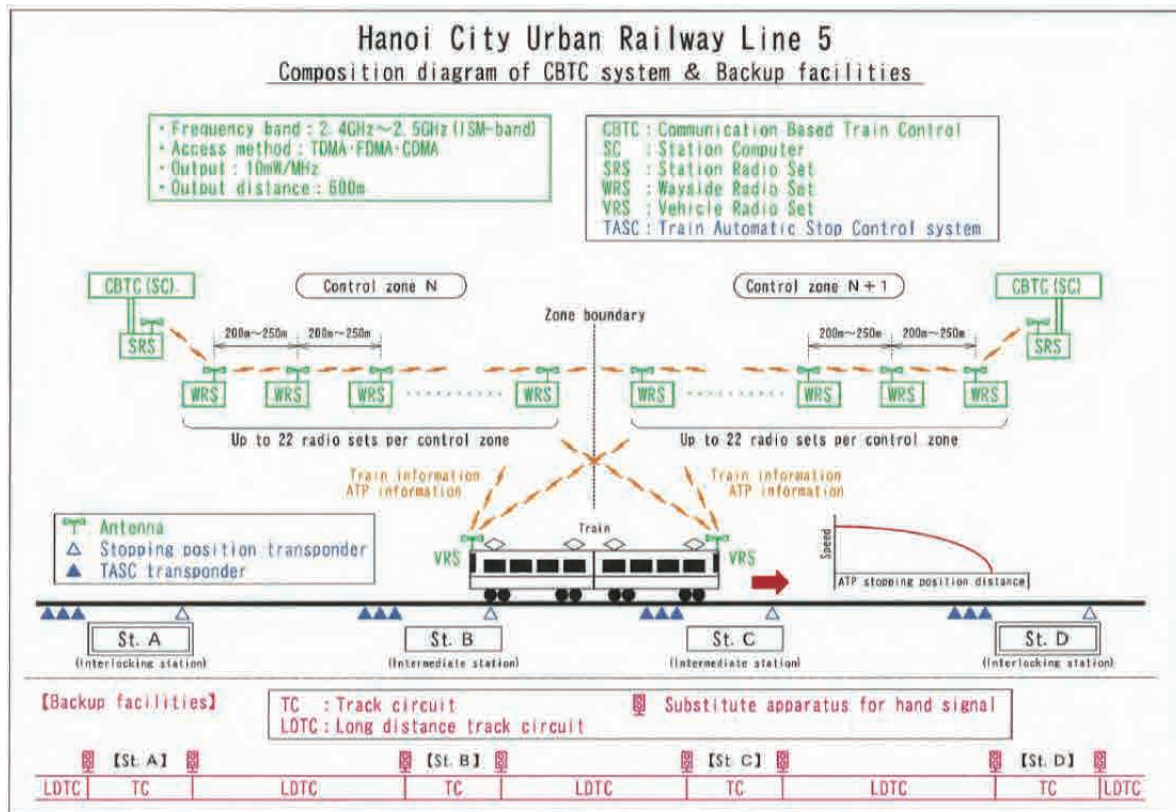 Hanoi City Urban Railway Line 5
Composition diagram of CBTC system & Backup facilities
・Frequency band : 2.4GHz～2.5GHz(ISM-band)
・Access method : TDMA・FDMA・CDMA
・Output : 10mW/MHz
・Output distance : 600m
CBTC : Communication Based Train Control
SC : Station Computer
SRS : Station Radio Set
WRS : Wayside Radio Set
VRS : Vehicle Radio Set
TASC : Train Automatic Stop Control system
CBTC(SC)
Control zone N
Control zone N+1
CBTC(SC)
Zone boundary
200m～250m 200m～250m
200m～250m 200m～250m
SRS
SRS
WRS WRS WRS WRS WRS WRS WRS WRS
Up to 22 radio sets per control zone
Up to 22 radio sets per control zone
Train information
ATP information
Train information
ATP information
Antenna
Stopping position transponder
TASC transponder
Train
VRS
VRS
Speed
ATP stopping position distance
St. A St. B St. C St. D
(Interlocking station) (Intermediate station) (Intermediate station) (Interlocking station)
【Backup facilities】
TC : Track circuit
LDTC : Long distance track circuit
Substitute apparatus for hand signal
【St. A】 【St. B】 【St. C】 【St. D】
LDTC TC LDTC TC LDTC TC LDTC TC LDTC